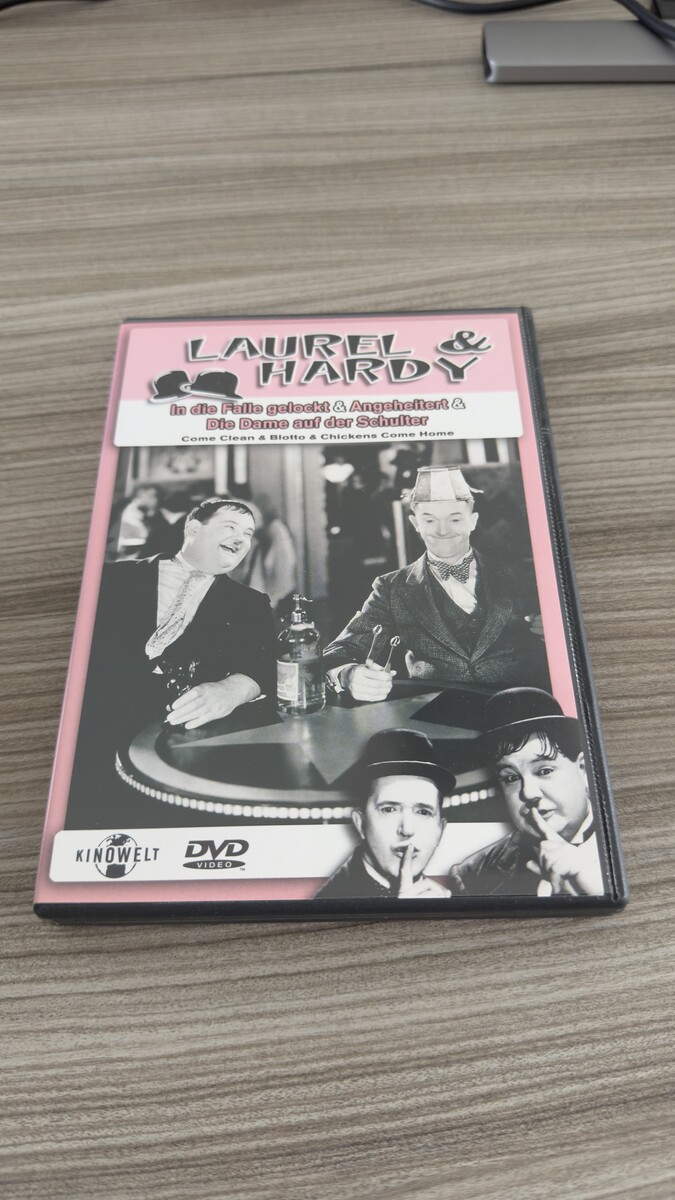 LAUREL &
HARDY
In die Falle gelockt & Angeheitert &
Die Dame auf der Schulter
Come Clean & Blotto & Chickens Come Home
KINOWELT
DVD
VIDEO
TM